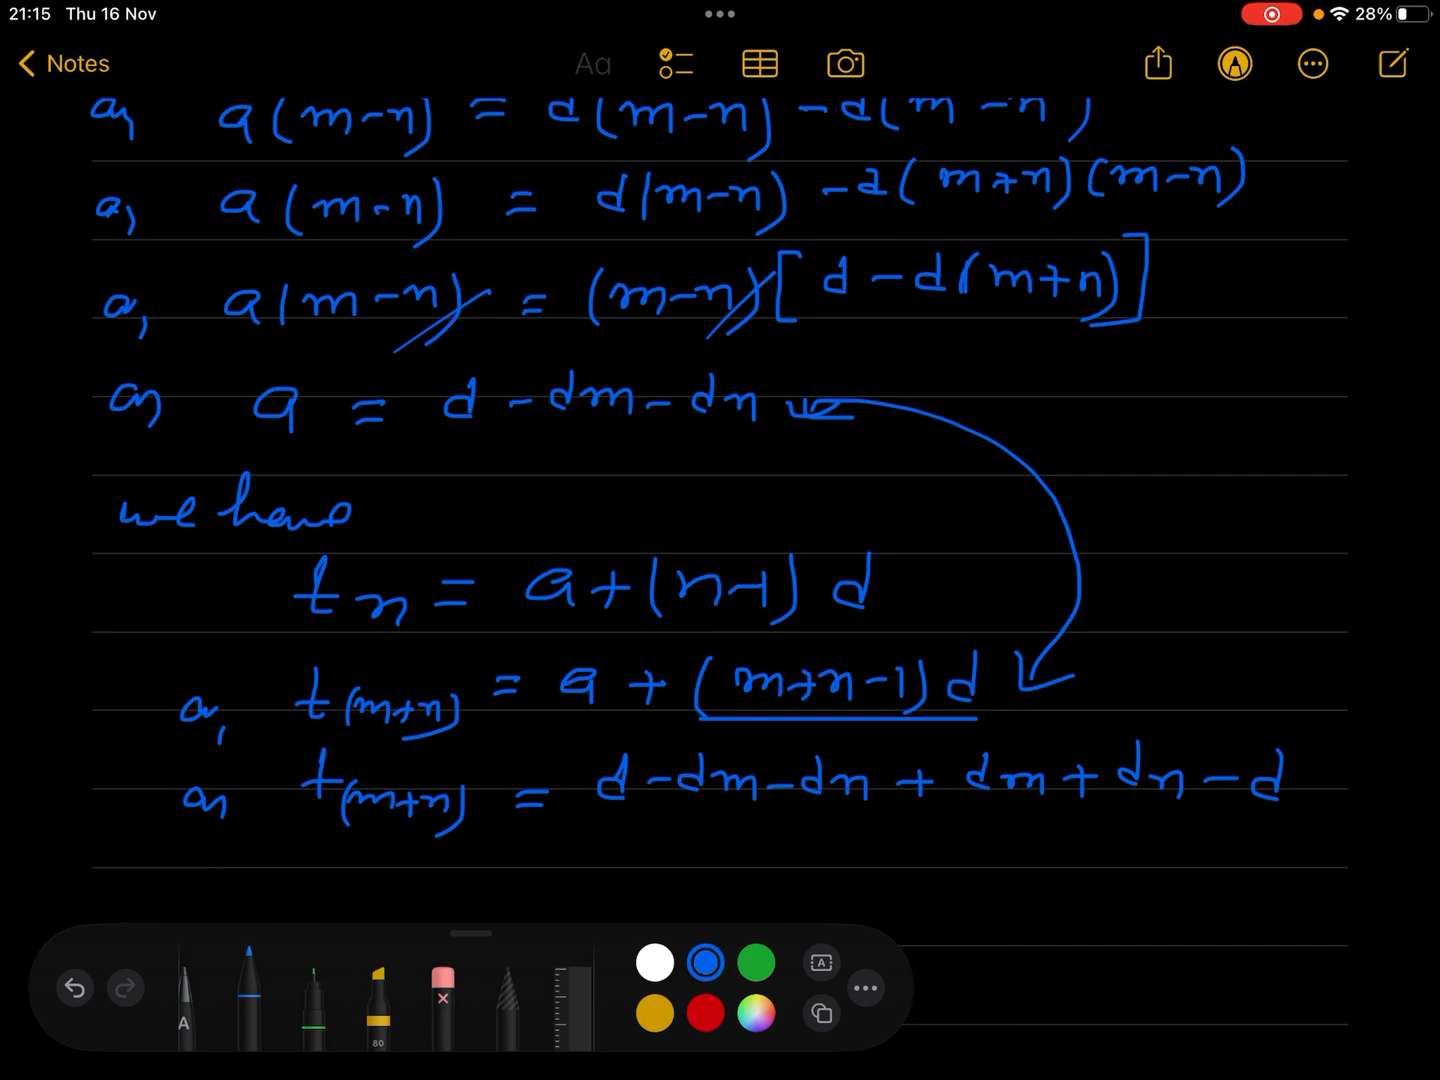 21:15 Thu 16 Nov 28%
Notes Aa
or, a(m-n) = d(m-n) -d(m -n )
or, a(m-n) = d(m-n) -d(m+n)(m-n)
or, a(m-n) = (m-n)[d-d(m+n)]
or a = d-dm-dn
we have
tn = a+(n-1)d
or, t(m+n) = a + (m+n-1)d
or t(m+n) = d-dm-dn + dm+dn-d
A
80
A